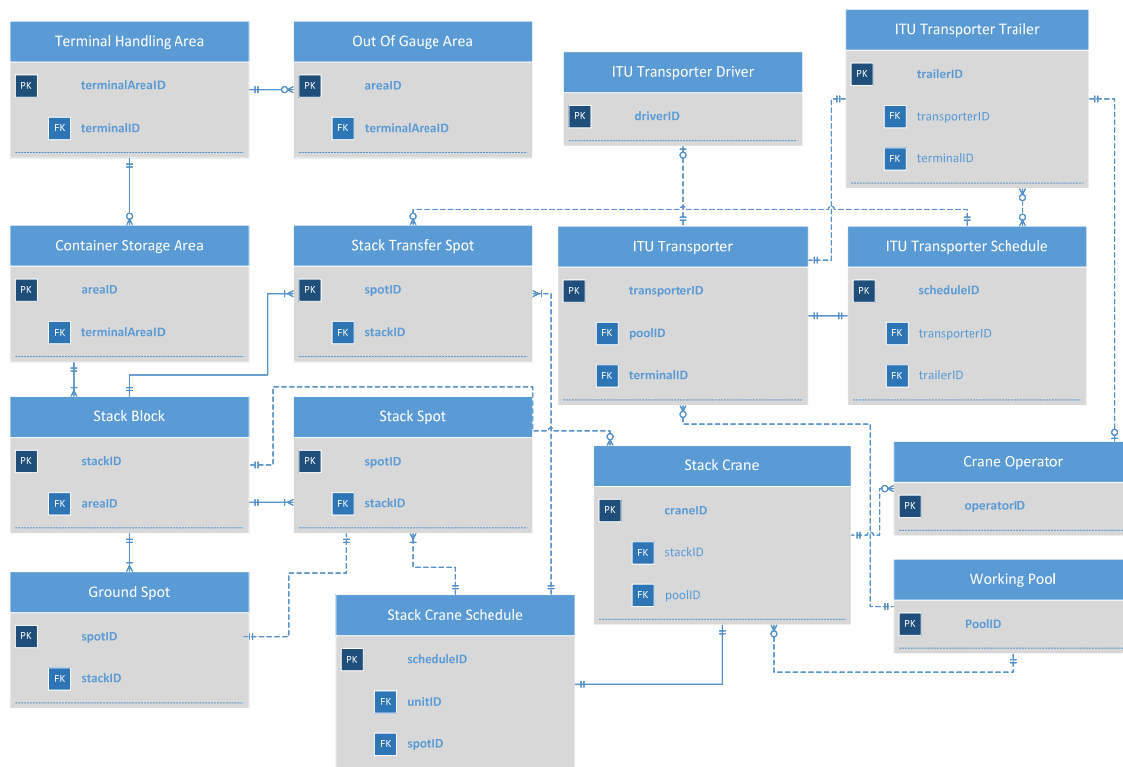 Terminal Handling Area
PK terminalAreaID
FK terminalID
Out Of Gauge Area
PK areaID
FK terminalAreaID
ITU Transporter Driver
PK driverID
ITU Transporter Trailer
PK trailerID
FK transporterID
FK terminalID
Container Storage Area
PK areaID
FK terminalAreaID
Stack Transfer Spot
PK spotID
FK stackID
ITU Transporter
PK transporterID
FK poolID
FK terminalID
ITU Transporter Schedule
PK scheduleID
FK transporterID
FK trailerID
Stack Block
PK stackID
FK areaID
Stack Spot
PK spotID
FK stackID
Stack Crane
PK craneID
FK stackID
FK poolID
Crane Operator
PK operatorID
Ground Spot
PK spotID
FK stackID
Stack Crane Schedule
PK scheduleID
FK unitID
FK spotID
Working Pool
PK PoolID